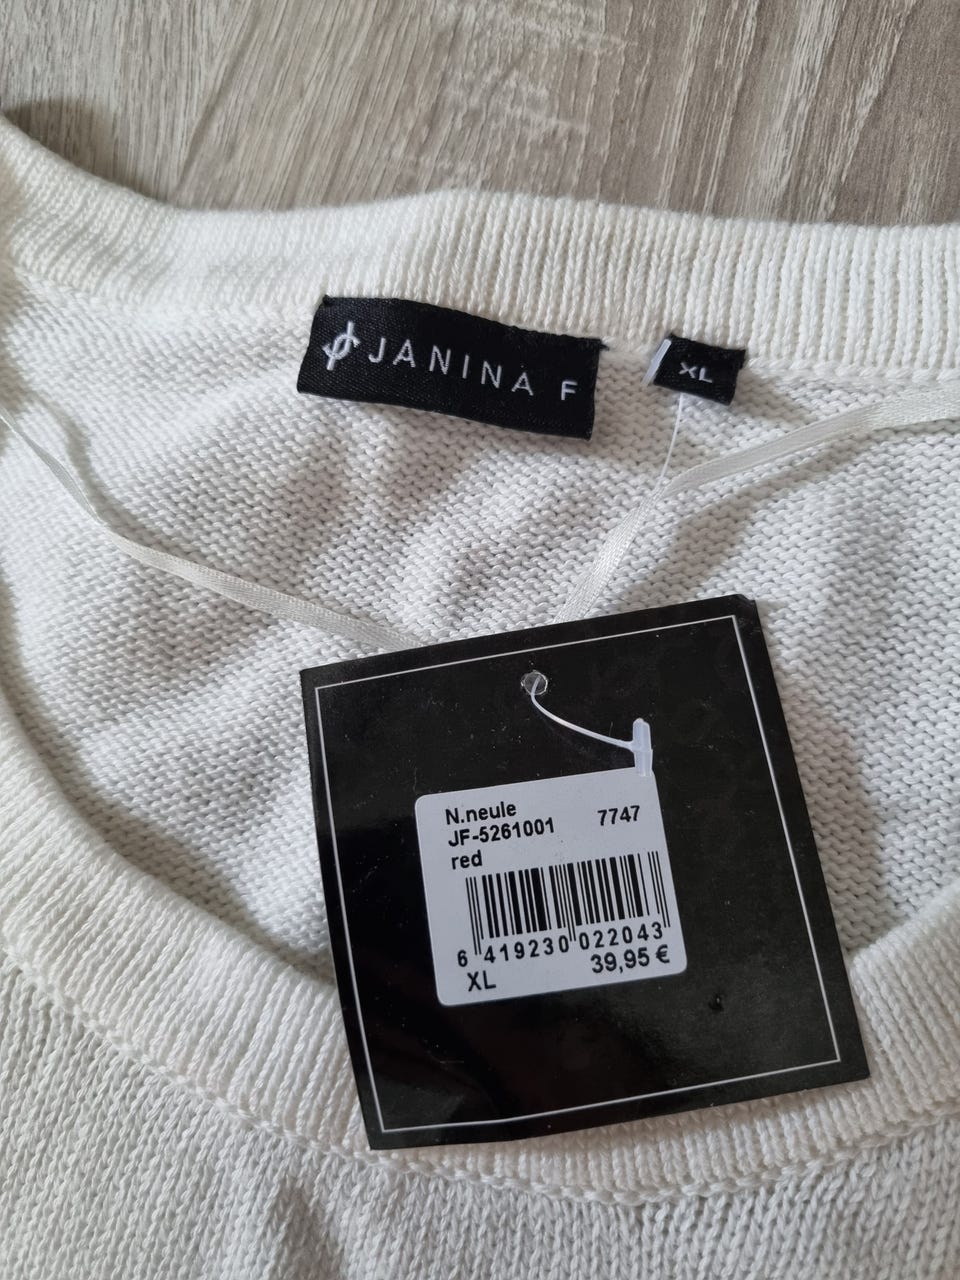 JANINA F
XL
N.neule
JF-5261001 7747
red
6 419230 022043
XL 39,95 €